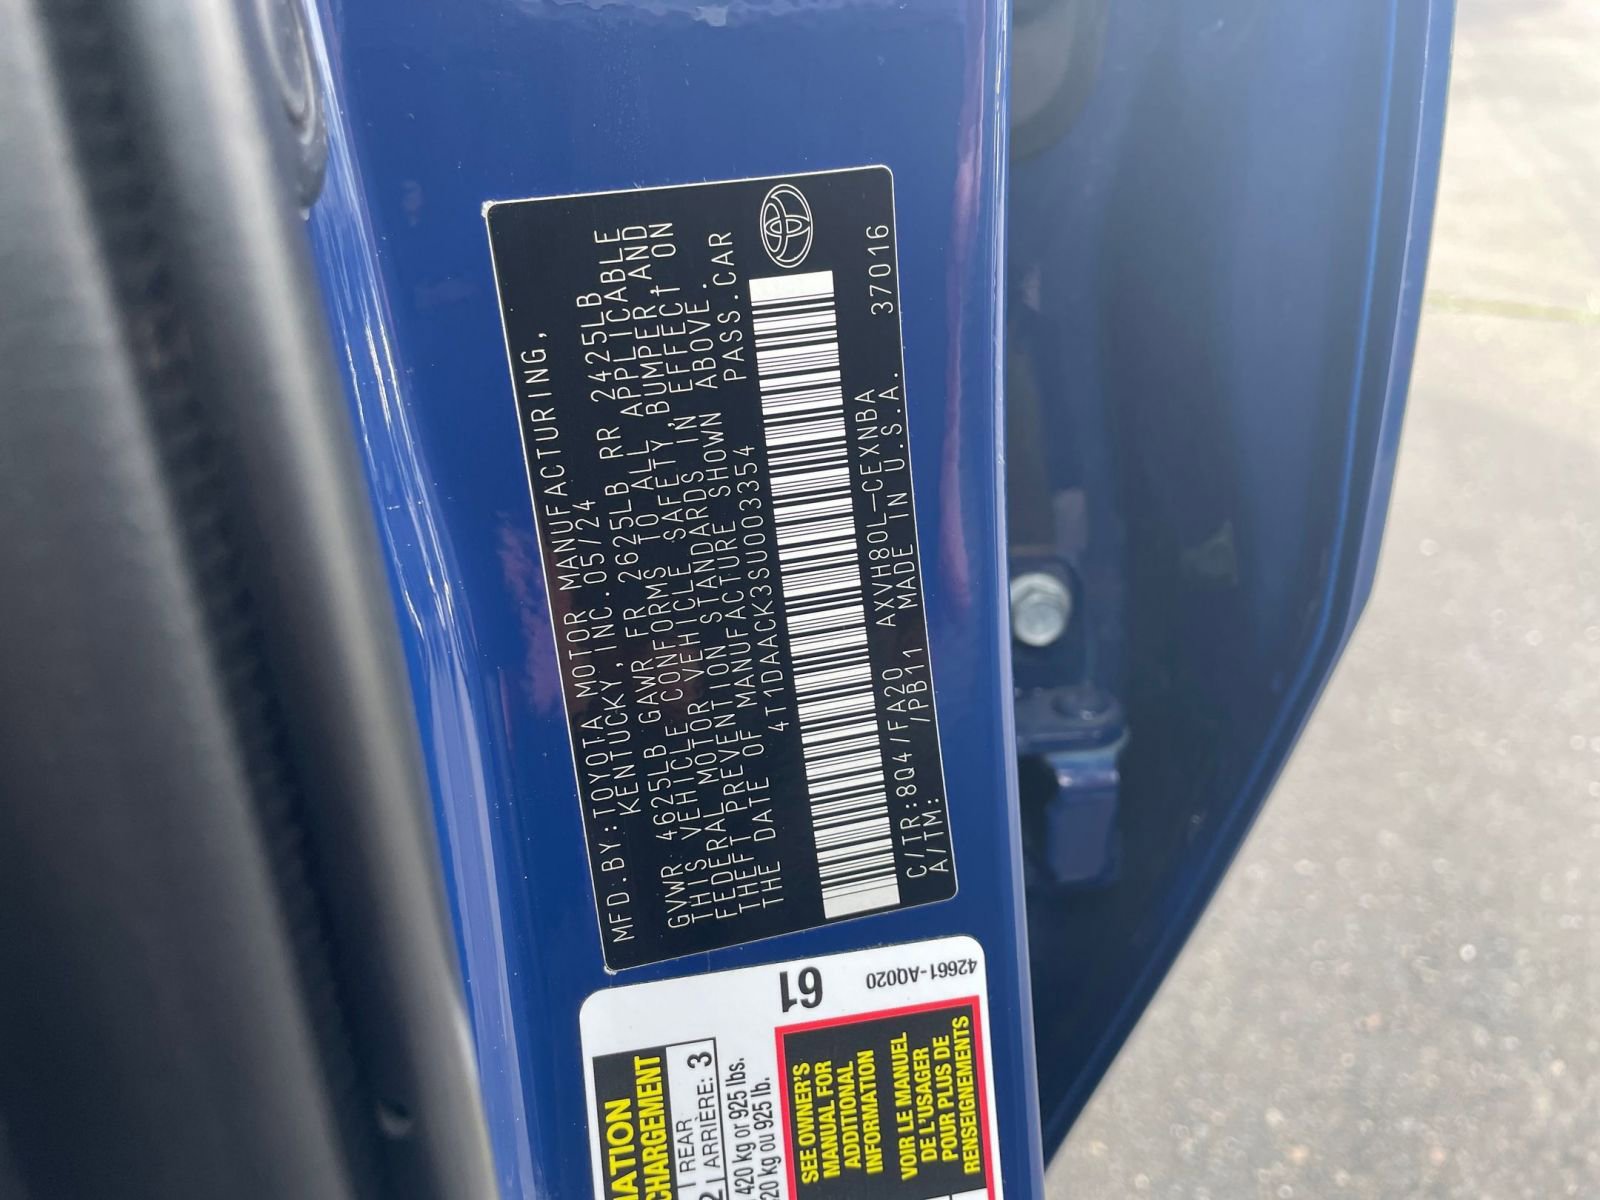 MFD.BY:TOYOTA MOTOR MANUFACTURING,
KENTUCKY, INC.05/24
GVWR 4625LB GAWR FR 2625LB RR 2425LB
THIS VEHICLE CONFORMS TO ALL APPLICABLE
FEDERAL MOTOR VEHICLE SAFETY, BUMPER, AND
THEFT PREVENTION STANDARDS IN EFFECT ON
THE DATE OF MANUFACTURE SHOWN ABOVE.
4T1DAACK3SU003354 PASS.CAR
C/TR:8Q4/FA20 AXVH80L-CEXNBA 37016
A/TM: /PB11 MADE IN U.S.A.
61
42661-AQ020
MATION
CHARGEMENT
2 REAR
ARRIÈRE: 3
420 kg or 925 lbs.
20 kg ou 925 lb.
SEE OWNER'S
MANUAL FOR
ADDITIONAL
INFORMATION
VOIR LE MANUEL
DE L'USAGER
POUR PLUS DE
RENSEIGNEMENTS